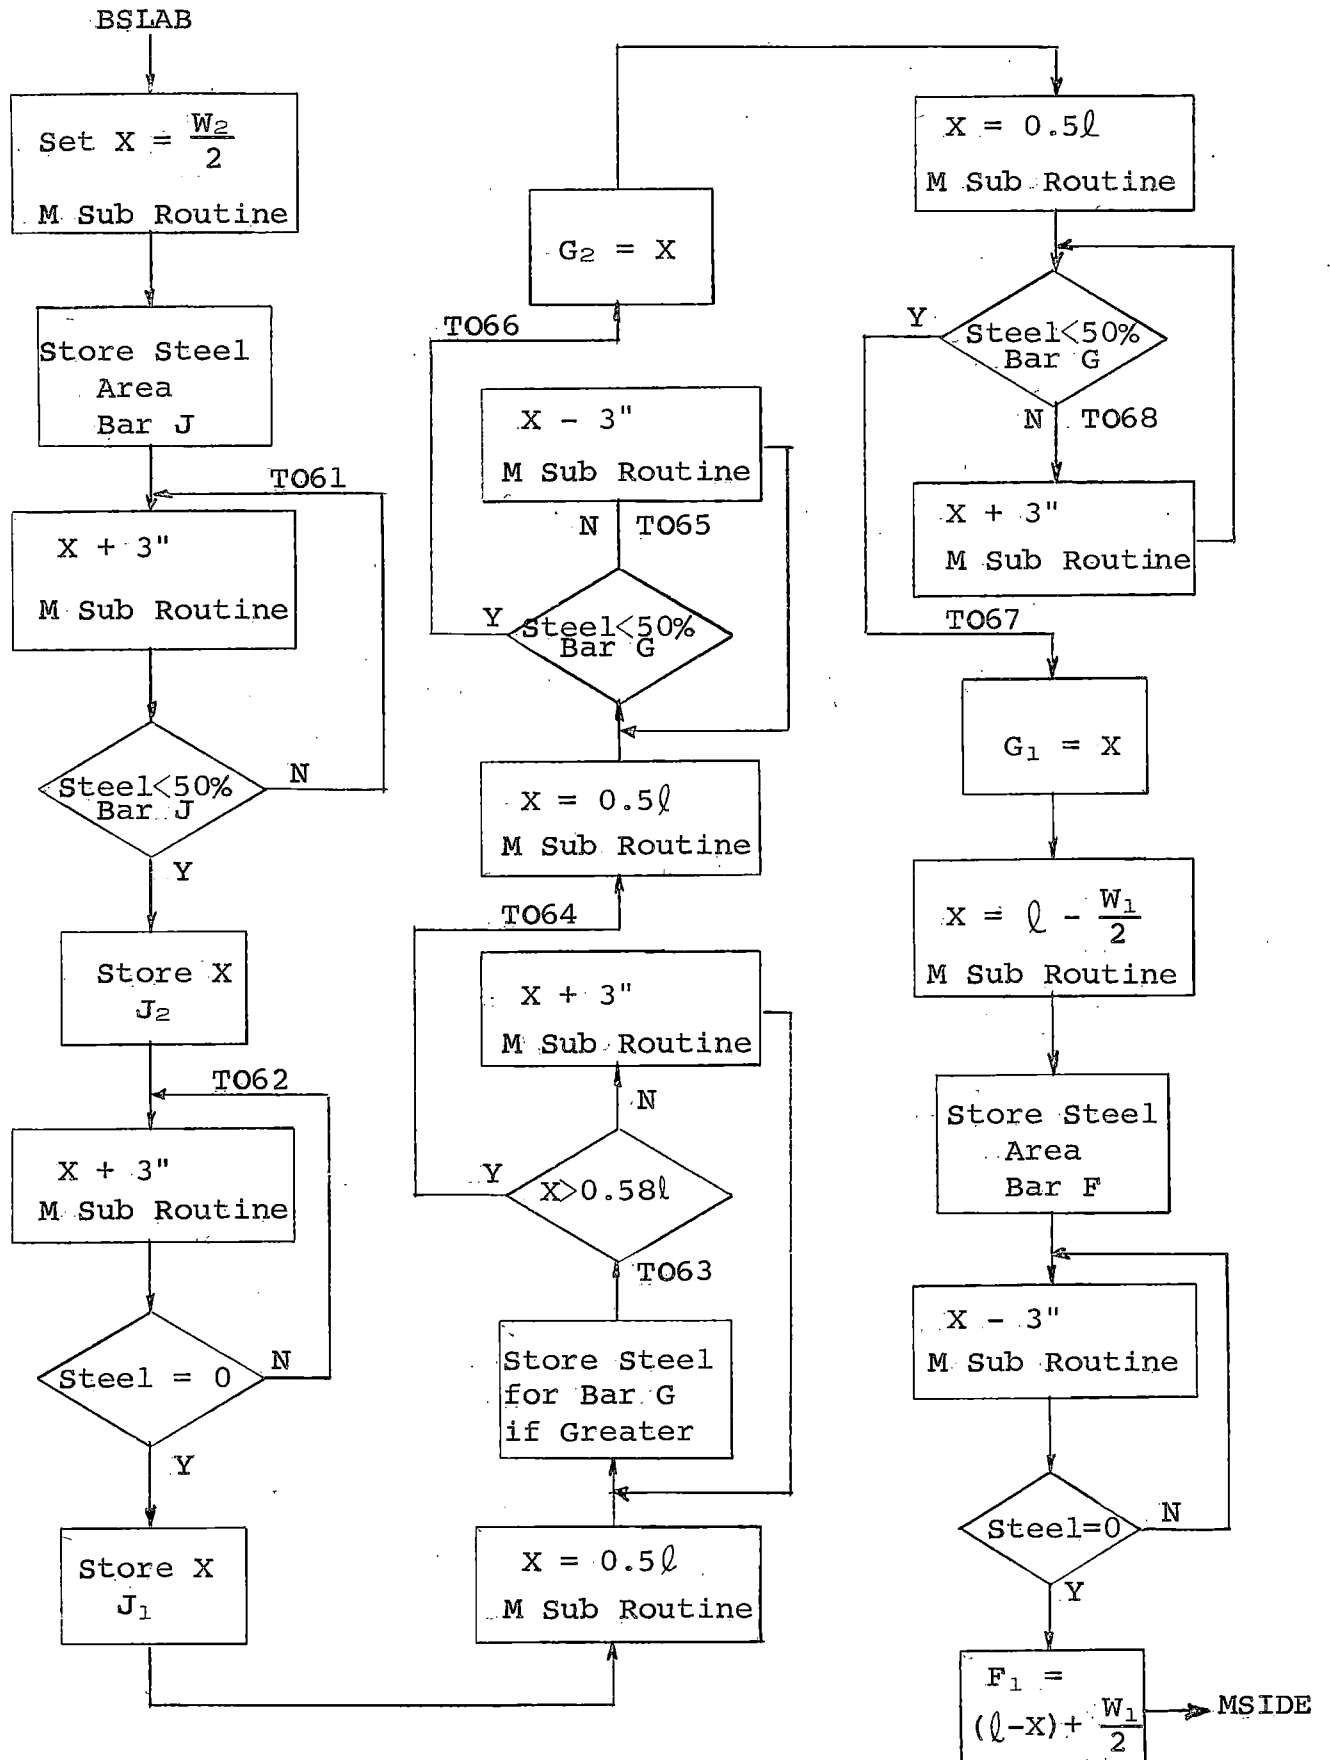 BSLAB
Set X = W₂/2
M Sub Routine
Store Steel
Area
Bar J
TO61
X + 3"
M Sub Routine
Steel<50%
Bar J
N
Y
Store X
J₂
TO62
X + 3"
M Sub Routine
Steel = 0
N
Y
Store X
J₁
X = 0.5ℓ
M Sub Routine
Store Steel
for Bar G
if Greater
TO63
X>0.58ℓ
Y
N
X + 3"
M Sub Routine
TO64
X = 0.5ℓ
M Sub Routine
Steel<50%
Bar G
Y
N TO65
X - 3"
M Sub Routine
TO66
G₂ = X
X = 0.5ℓ
M Sub Routine
Y
Steel<50%
Bar G
N TO68
X + 3"
M Sub Routine
TO67
G₁ = X
X = ℓ - W₁/2
M Sub Routine
Store Steel
Area
Bar F
X - 3"
M Sub Routine
Steel=0
N
Y
F₁ =
(ℓ-X)+ W₁/2
MSIDE